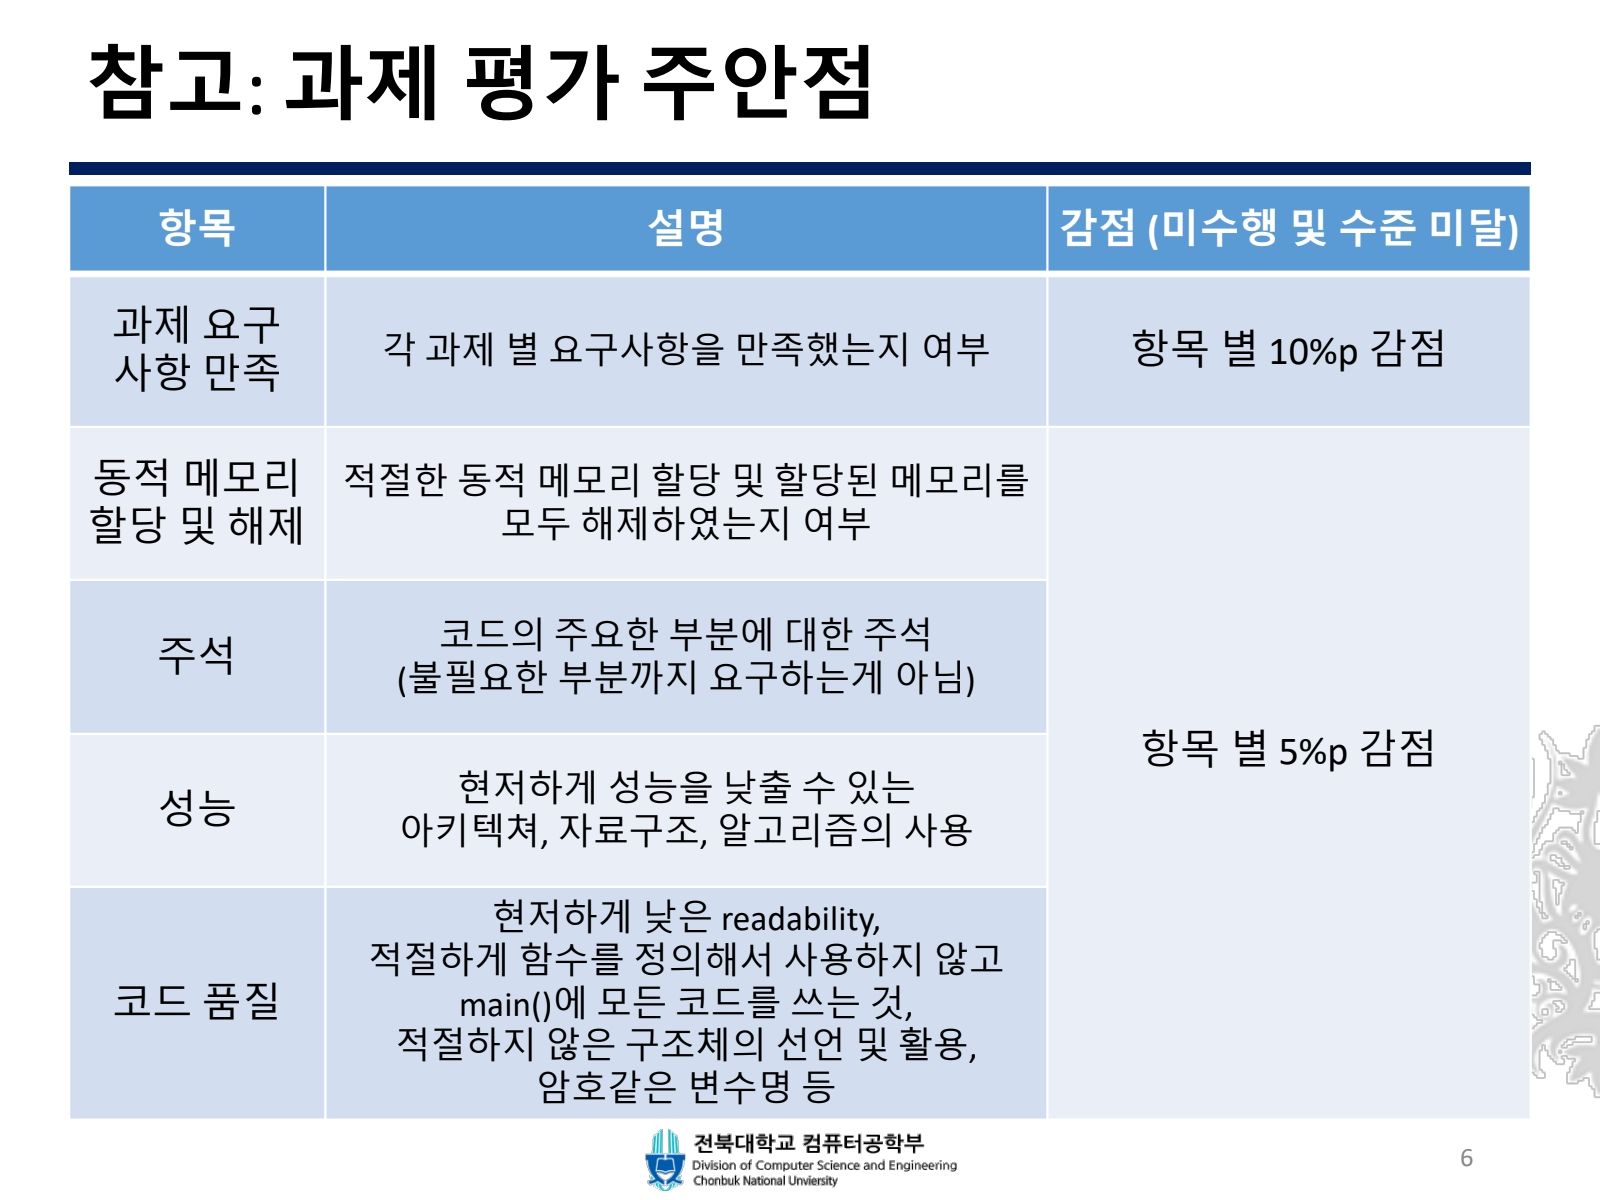 참고: 과제 평가 주안점
항목
설명
감점 (미수행 및 수준 미달)
과제 요구
사항 만족
각 과제 별 요구사항을 만족했는지 여부
항목 별 10%p 감점
동적 메모리
할당 및 해제
적절한 동적 메모리 할당 및 할당된 메모리를
모두 해제하였는지 여부
항목 별 5%p 감점
주석
코드의 주요한 부분에 대한 주석
(불필요한 부분까지 요구하는게 아님)
성능
현저하게 성능을 낮출 수 있는
아키텍쳐, 자료구조, 알고리즘의 사용
코드 품질
현저하게 낮은 readability,
적절하게 함수를 정의해서 사용하지 않고
main()에 모든 코드를 쓰는 것,
적절하지 않은 구조체의 선언 및 활용,
암호같은 변수명 등
전북대학교 컴퓨터공학부
Division of Computer Science and Engineering
Chonbuk National Unviersity
6